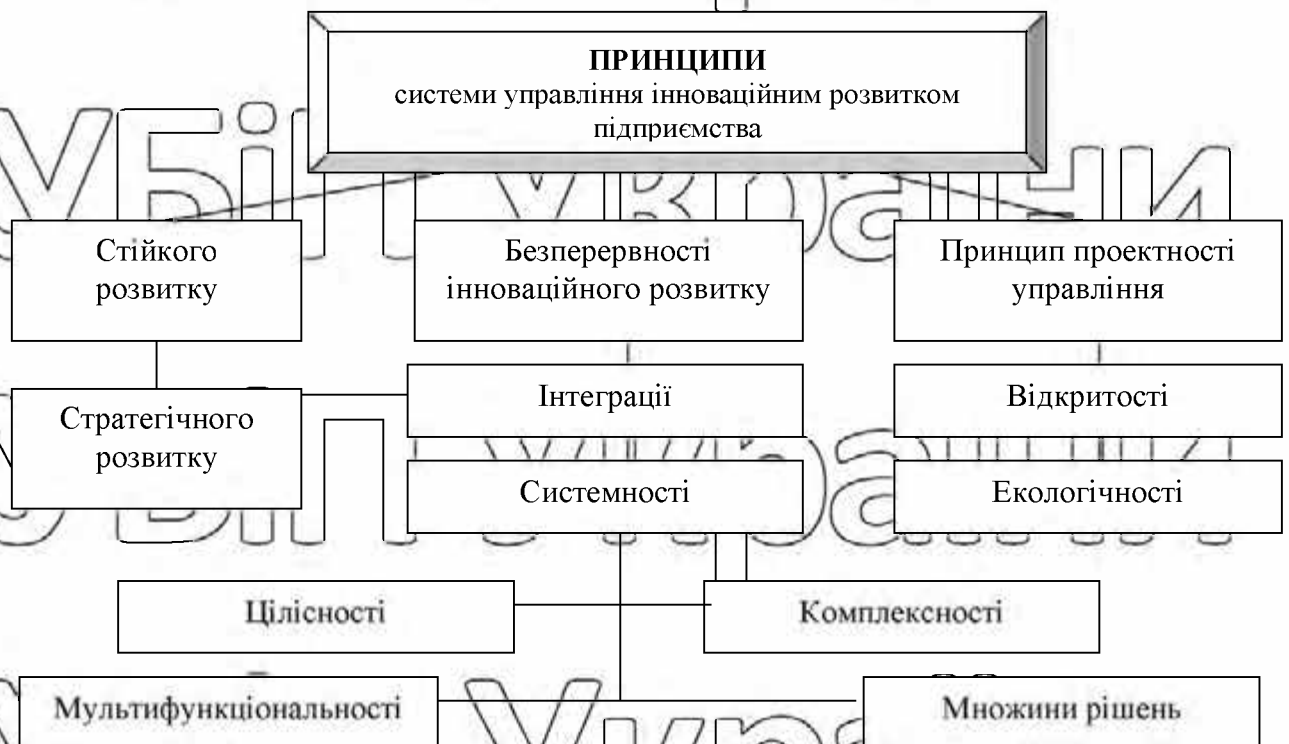 ПРИНЦИПИ
системи управління інноваційним розвитком
підприємства
Стійкого
розвитку
Безперервності
інноваційного розвитку
Принцип проектності
управління
Стратегічного
розвитку
Інтеграції
Відкритості
Системності
Екологічності
Цілісності
Комплексності
Мультифункціональності
Множини рішень